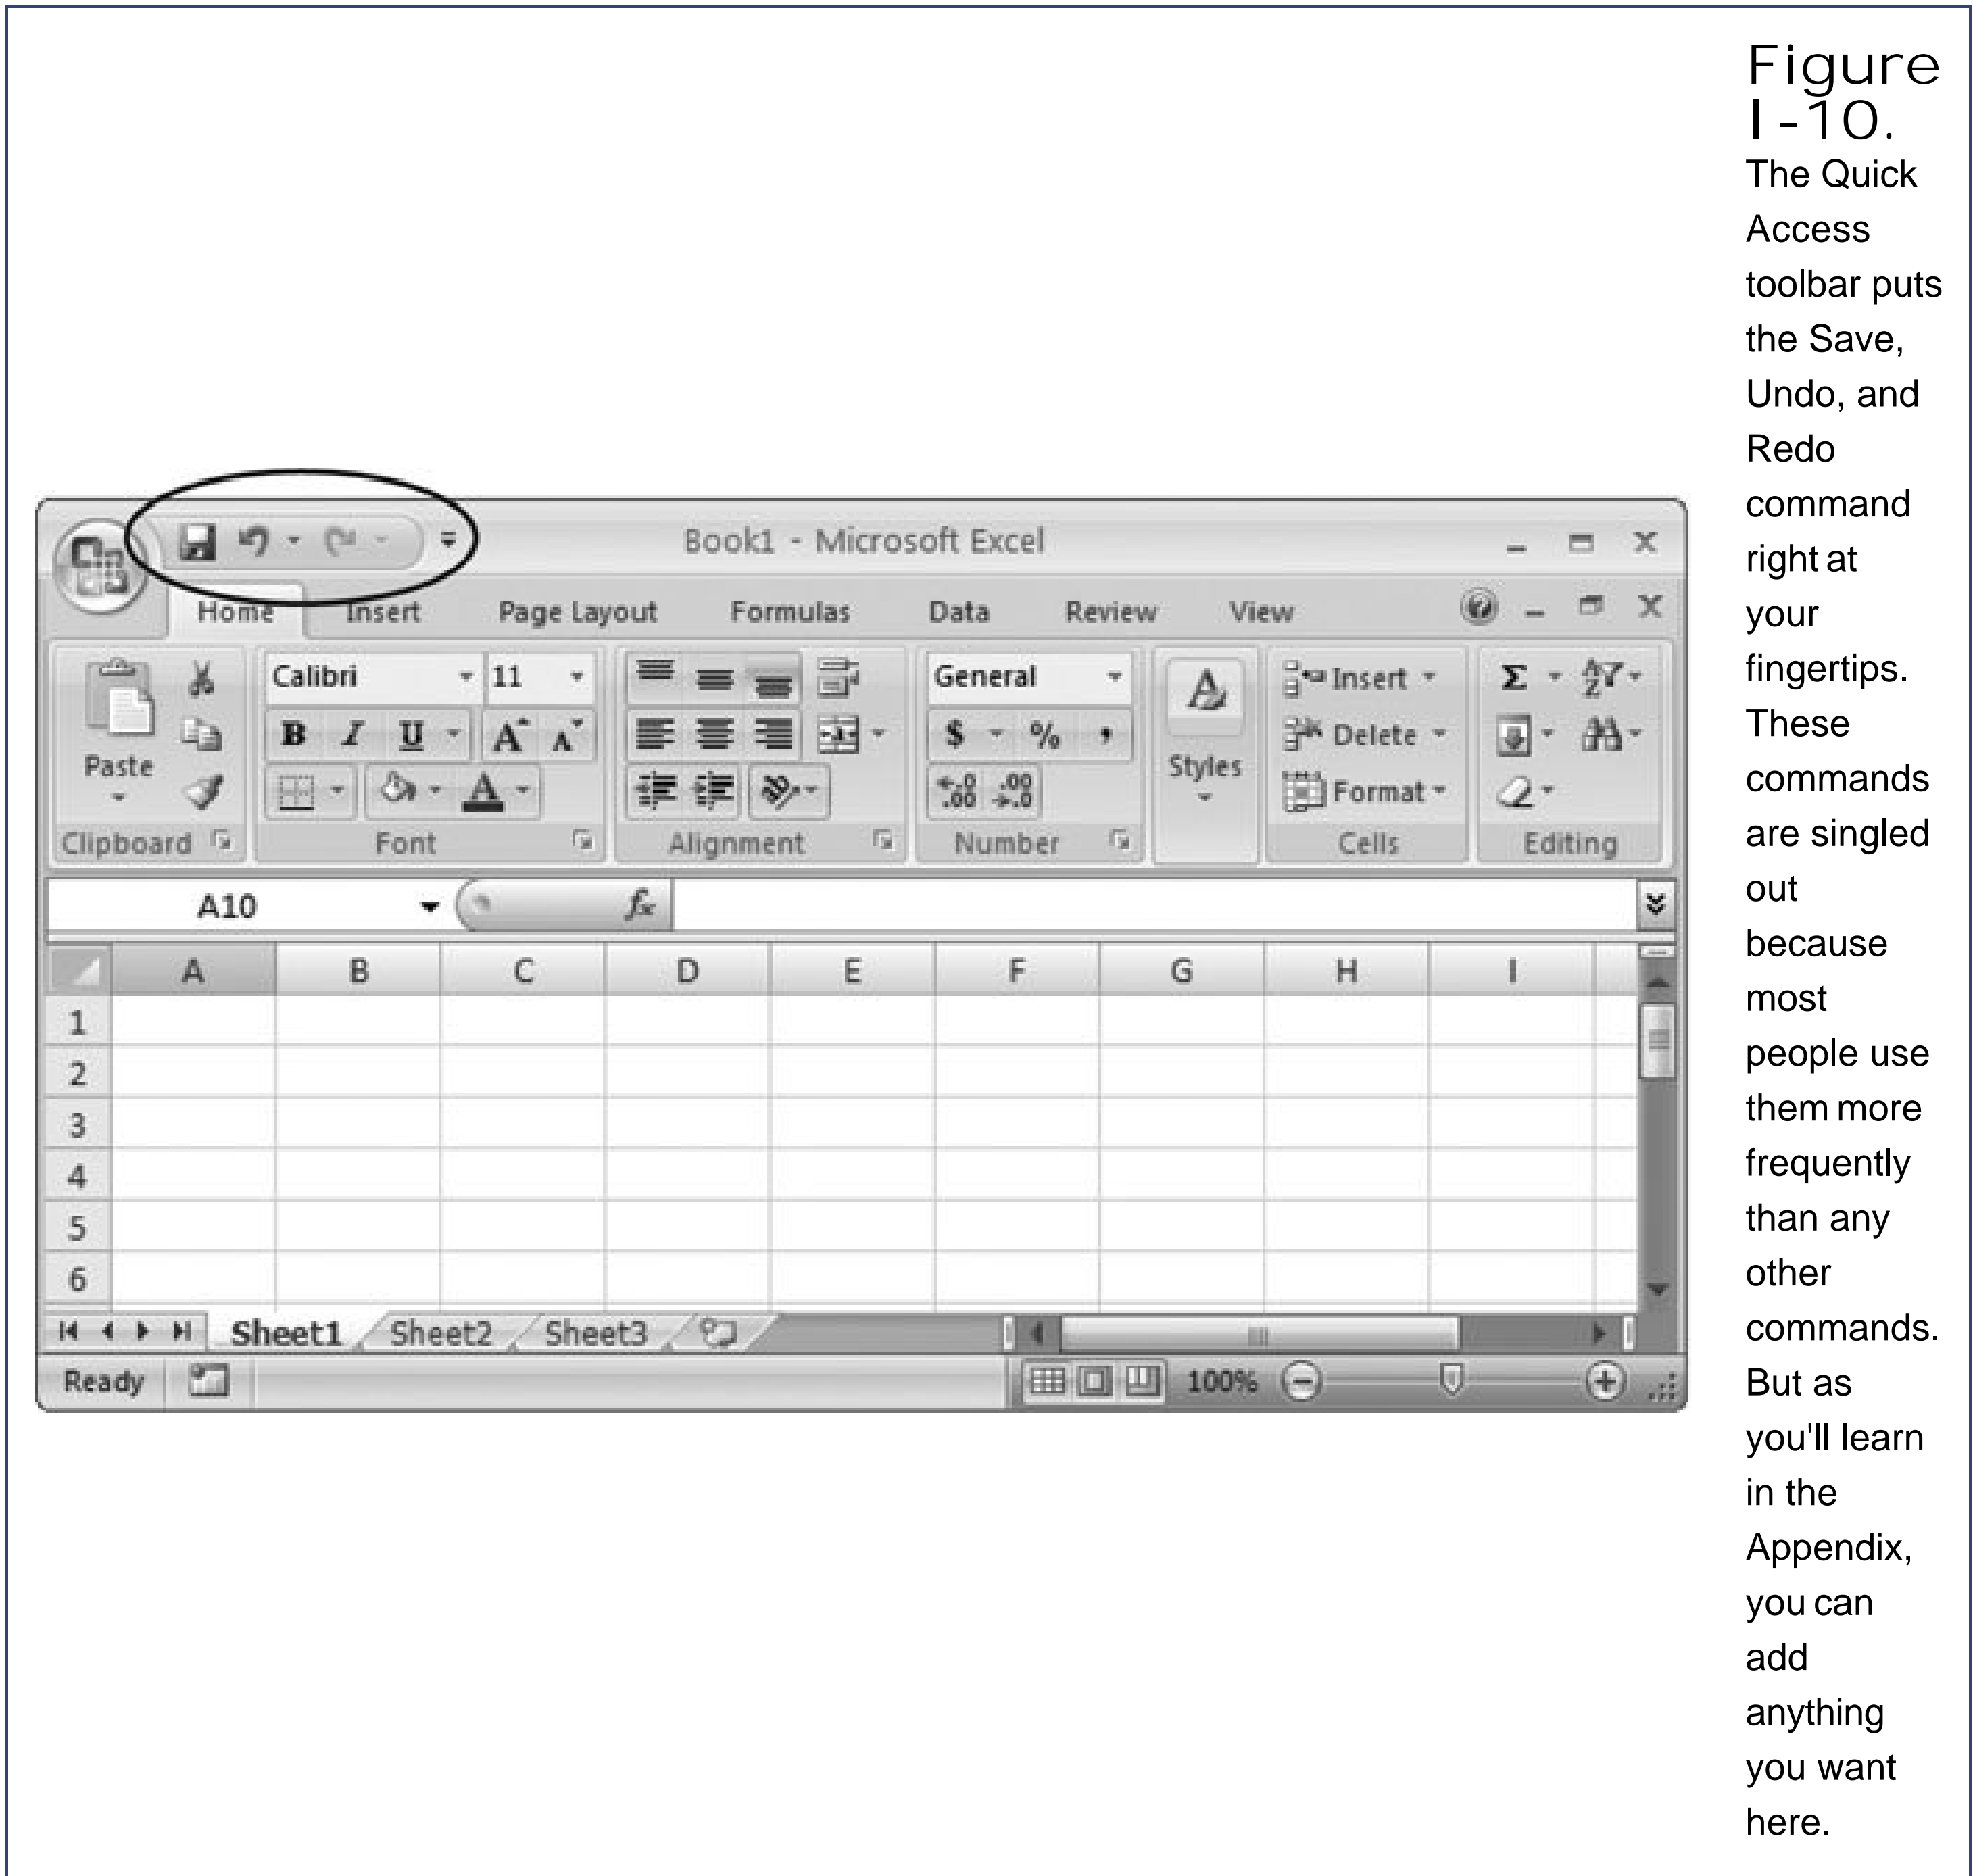 Book1 - Microsoft Excel
Home Insert Page Layout Formulas Data Review View
Calibri 11 General Insert
B I U A A $ % , Delete
Paste A Styles Format
Clipboard Font Alignment Number Cells Editing
A10 fx
A B C D E F G H I
1
2
3
4
5
6
Sheet1 Sheet2 Sheet3
Ready 100%
Figure
I-10.
The Quick
Access
toolbar puts
the Save,
Undo, and
Redo
command
right at
your
fingertips.
These
commands
are singled
out
because
most
people use
them more
frequently
than any
other
commands.
But as
you'll learn
in the
Appendix,
you can
add
anything
you want
here.